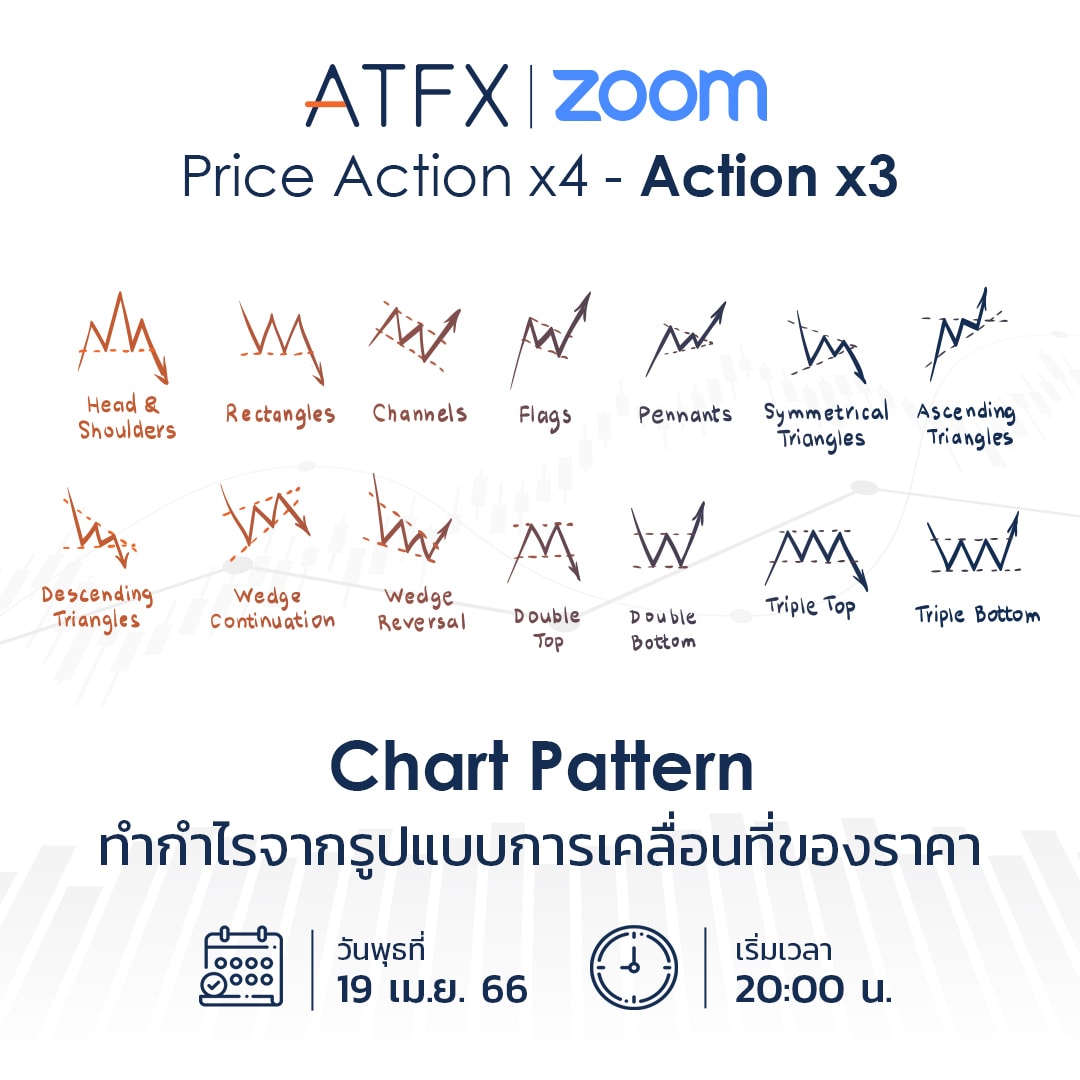 ATFX | zoom
Price Action x4 - Action x3
Head &
Shoulders
Rectangles
Channels
Flags
Pennants
Symmetrical
Triangles
Ascending
Triangles
Descending
Triangles
Wedge
Continuation
Wedge
Reversal
Double
Top
Double
Bottom
Triple Top
Triple Bottom
Chart Pattern
ทำกำไรจากรูปแบบการเคลื่อนที่ของราคา
วันพุธที่
19 เม.ย. 66
เริ่มเวลา
20:00 น.